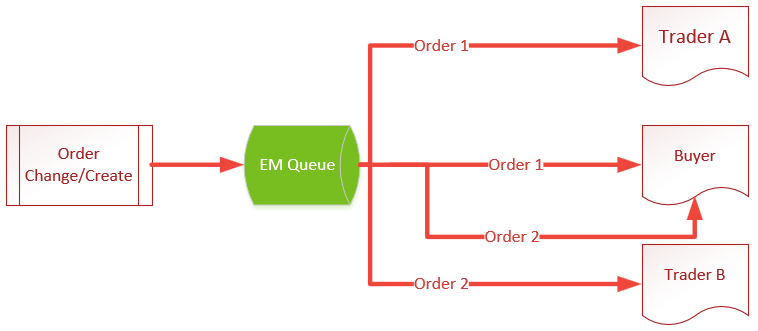 Order 1
Trader A
Order
Change/Create
EM Queue
Order 1
Buyer
Order 2
Order 2
Trader B